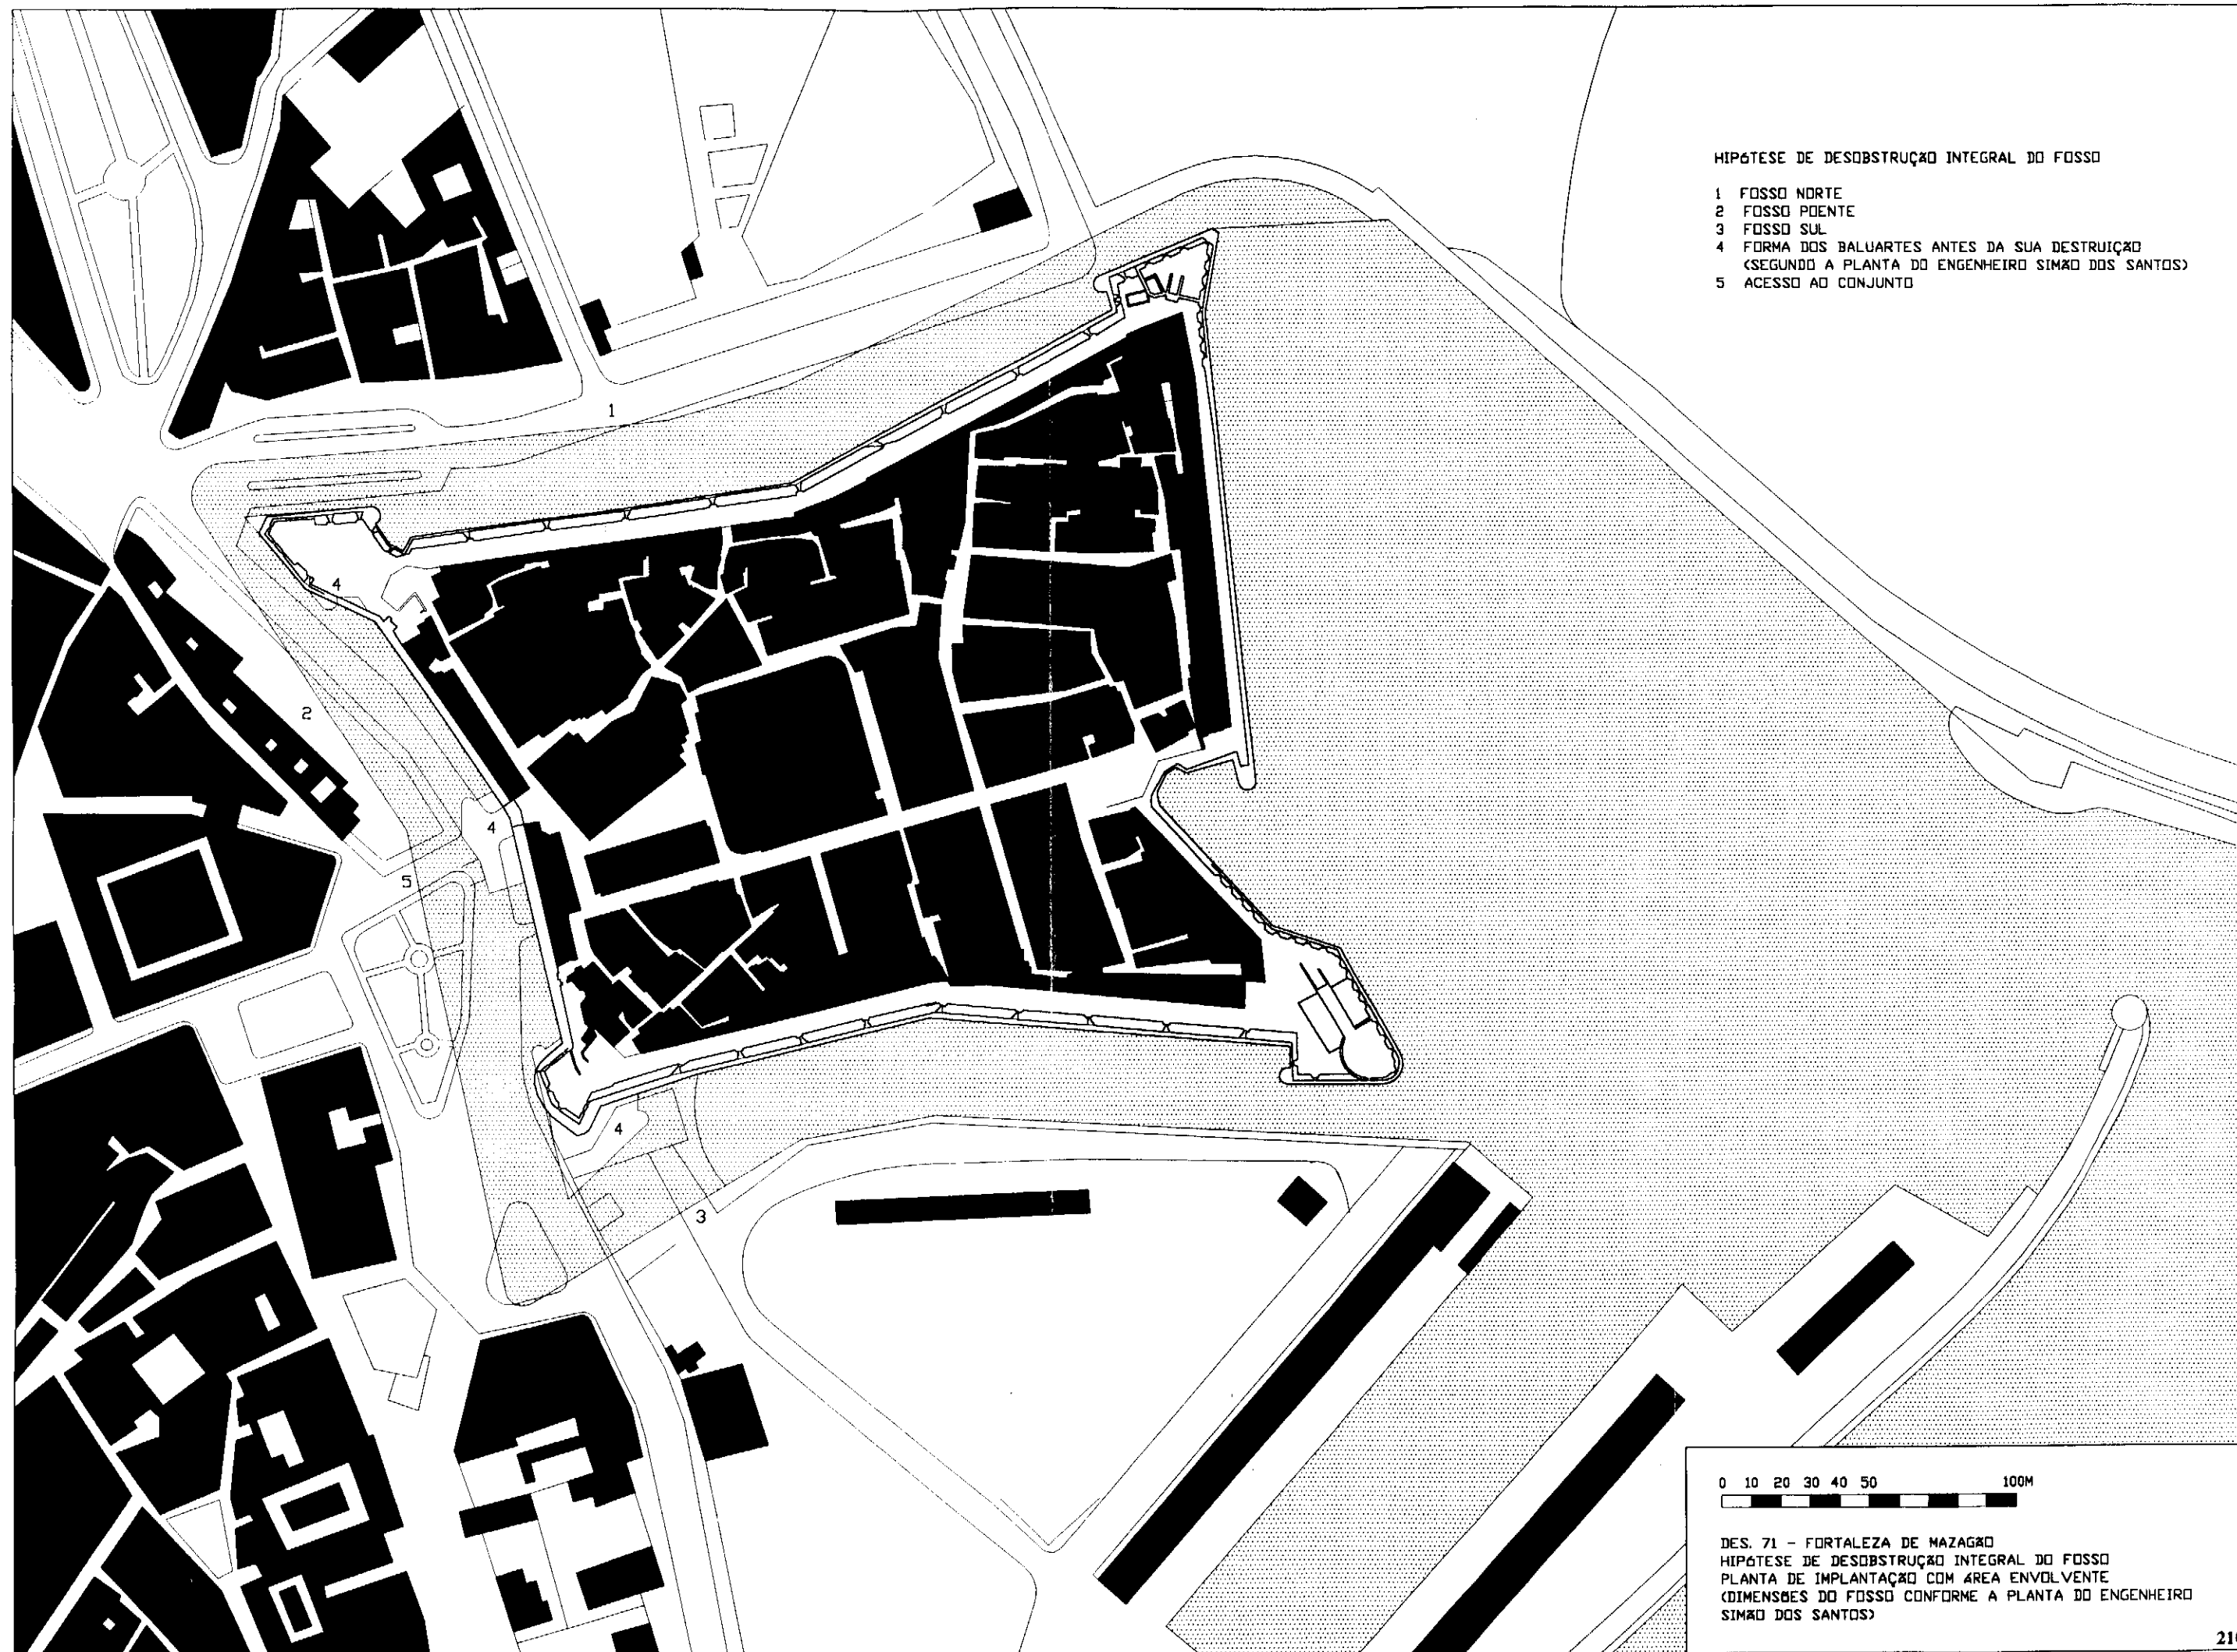 HIPÓTESE DE DESOBSTRUÇÃO INTEGRAL DO FOSSO
1 FOSSO NORTE
2 FOSSO POENTE
3 FOSSO SUL
4 FORMA DOS BALUARTES ANTES DA SUA DESTRUIÇÃO
(SEGUNDO A PLANTA DO ENGENHEIRO SIMÃO DOS SANTOS)
5 ACESSO AO CONJUNTO
1
4
2
4
5
4
3
0 10 20 30 40 50 100M
DES. 71 - FORTALEZA DE MAZAGÃO
HIPÓTESE DE DESOBSTRUÇÃO INTEGRAL DO FOSSO
PLANTA DE IMPLANTAÇÃO COM ÁREA ENVOLVENTE
(DIMENSÕES DO FOSSO CONFORME A PLANTA DO ENGENHEIRO
SIMÃO DOS SANTOS)